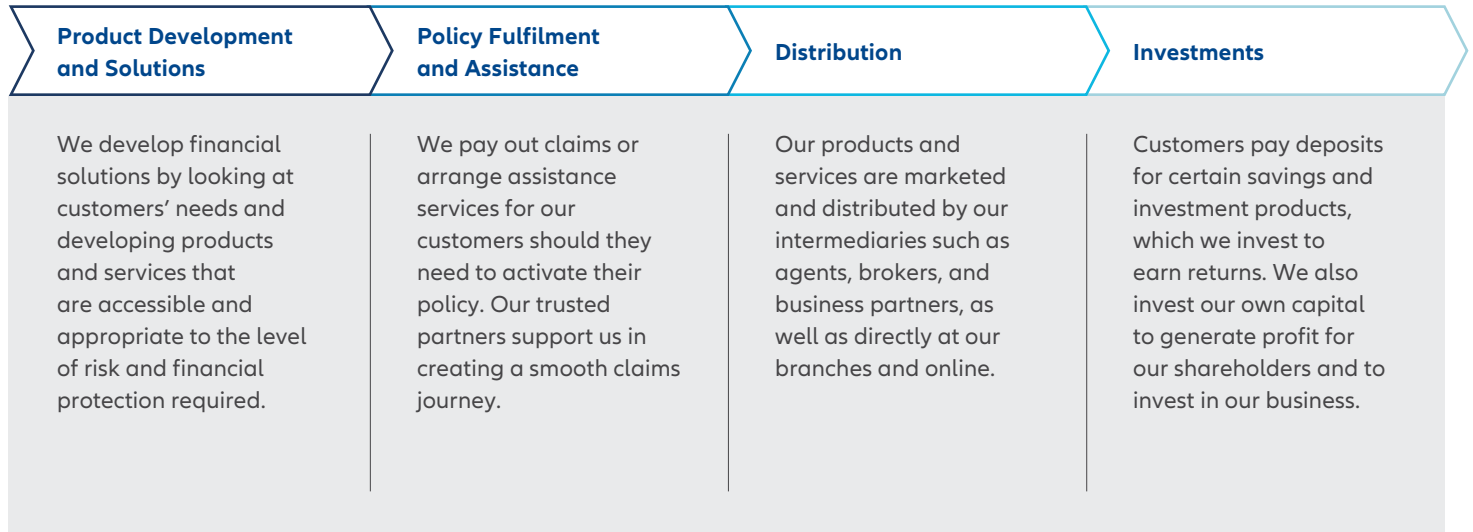 Product Development
and Solutions
We develop financial
solutions by looking at
customers’ needs and
developing products
and services that
are accessible and
appropriate to the level
of risk and financial
protection required.
Policy Fulfilment
and Assistance
We pay out claims or
arrange assistance
services for our
customers should they
need to activate their
policy. Our trusted
partners support us in
creating a smooth claims
journey.
Distribution
Our products and
services are marketed
and distributed by our
intermediaries such as
agents, brokers, and
business partners, as
well as directly at our
branches and online.
Investments
Customers pay deposits
for certain savings and
investment products,
which we invest to
earn returns. We also
invest our own capital
to generate profit for
our shareholders and to
invest in our business.